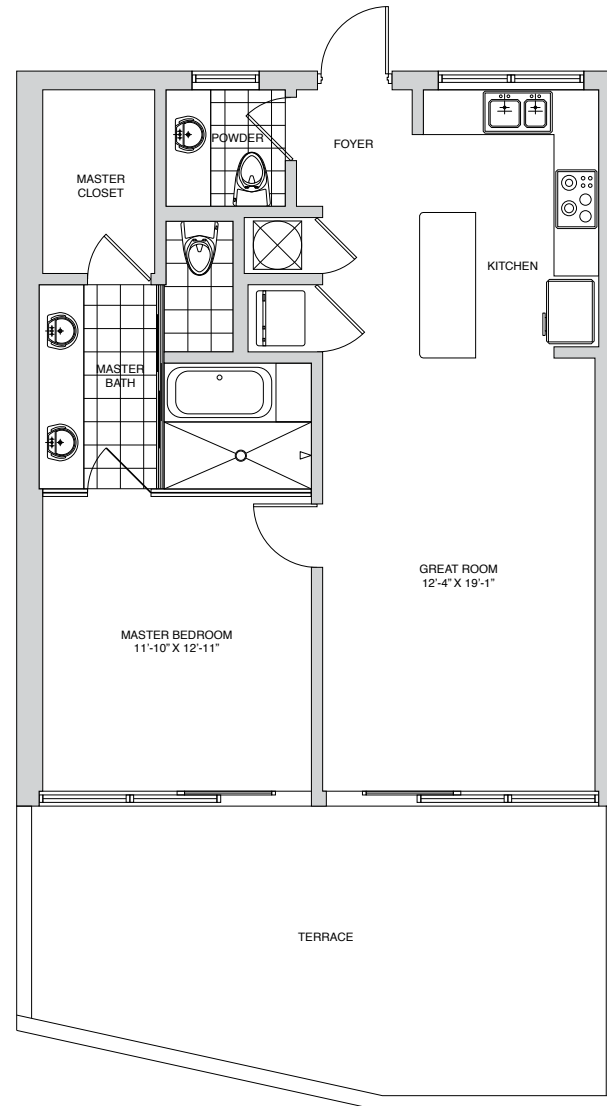 POWDER
FOYER
MASTER
CLOSET
KITCHEN
MASTER
BATH
GREAT ROOM
12'-4" X 19'-1"
MASTER BEDROOM
11'-10" X 12'-11"
TERRACE